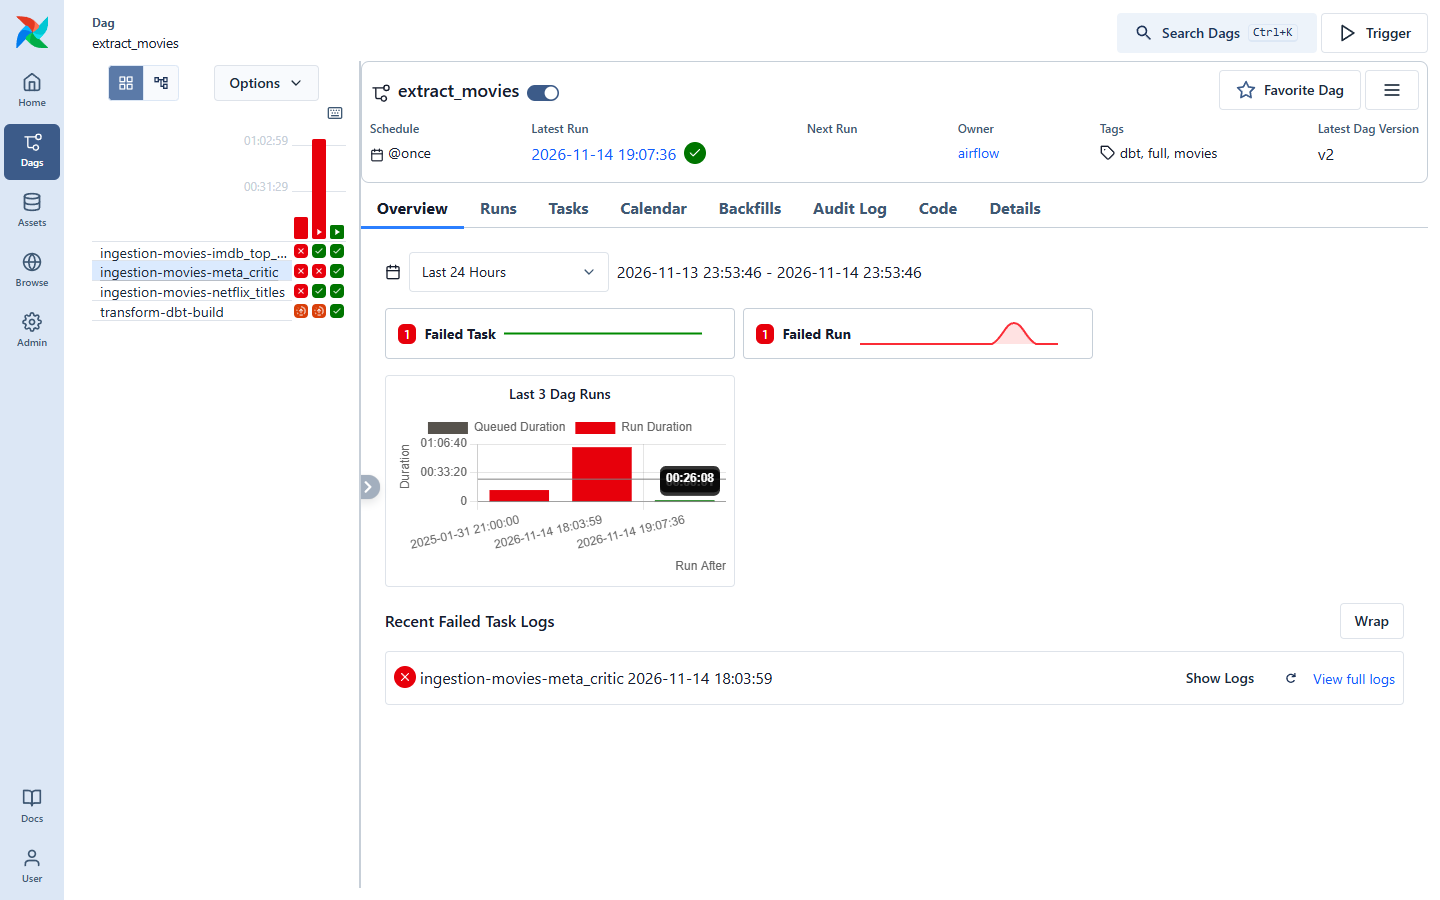 Dag
extract_movies
Search Dags Ctrl+K
Trigger
Home
Dags
Assets
Browse
Admin
Docs
User
Options
01:02:59
00:31:29
ingestion-movies-imdb_top_...
ingestion-movies-meta_critic
ingestion-movies-netflix_titles
transform-dbt-build
extract_movies
Favorite Dag
Schedule
@once
Latest Run
2026-11-14 19:07:36
Next Run
Owner
airflow
Tags
dbt, full, movies
Latest Dag Version
v2
Overview Runs Tasks Calendar Backfills Audit Log Code Details
Last 24 Hours
2026-11-13 23:53:46 - 2026-11-14 23:53:46
1 Failed Task
1 Failed Run
Last 3 Dag Runs
Queued Duration Run Duration
Duration
01:06:40
00:33:20
0
00:26:08
2025-01-31 21:00:00
2026-11-14 18:03:59
2026-11-14 19:07:36
Run After
Recent Failed Task Logs
Wrap
ingestion-movies-meta_critic 2026-11-14 18:03:59
Show Logs
View full logs